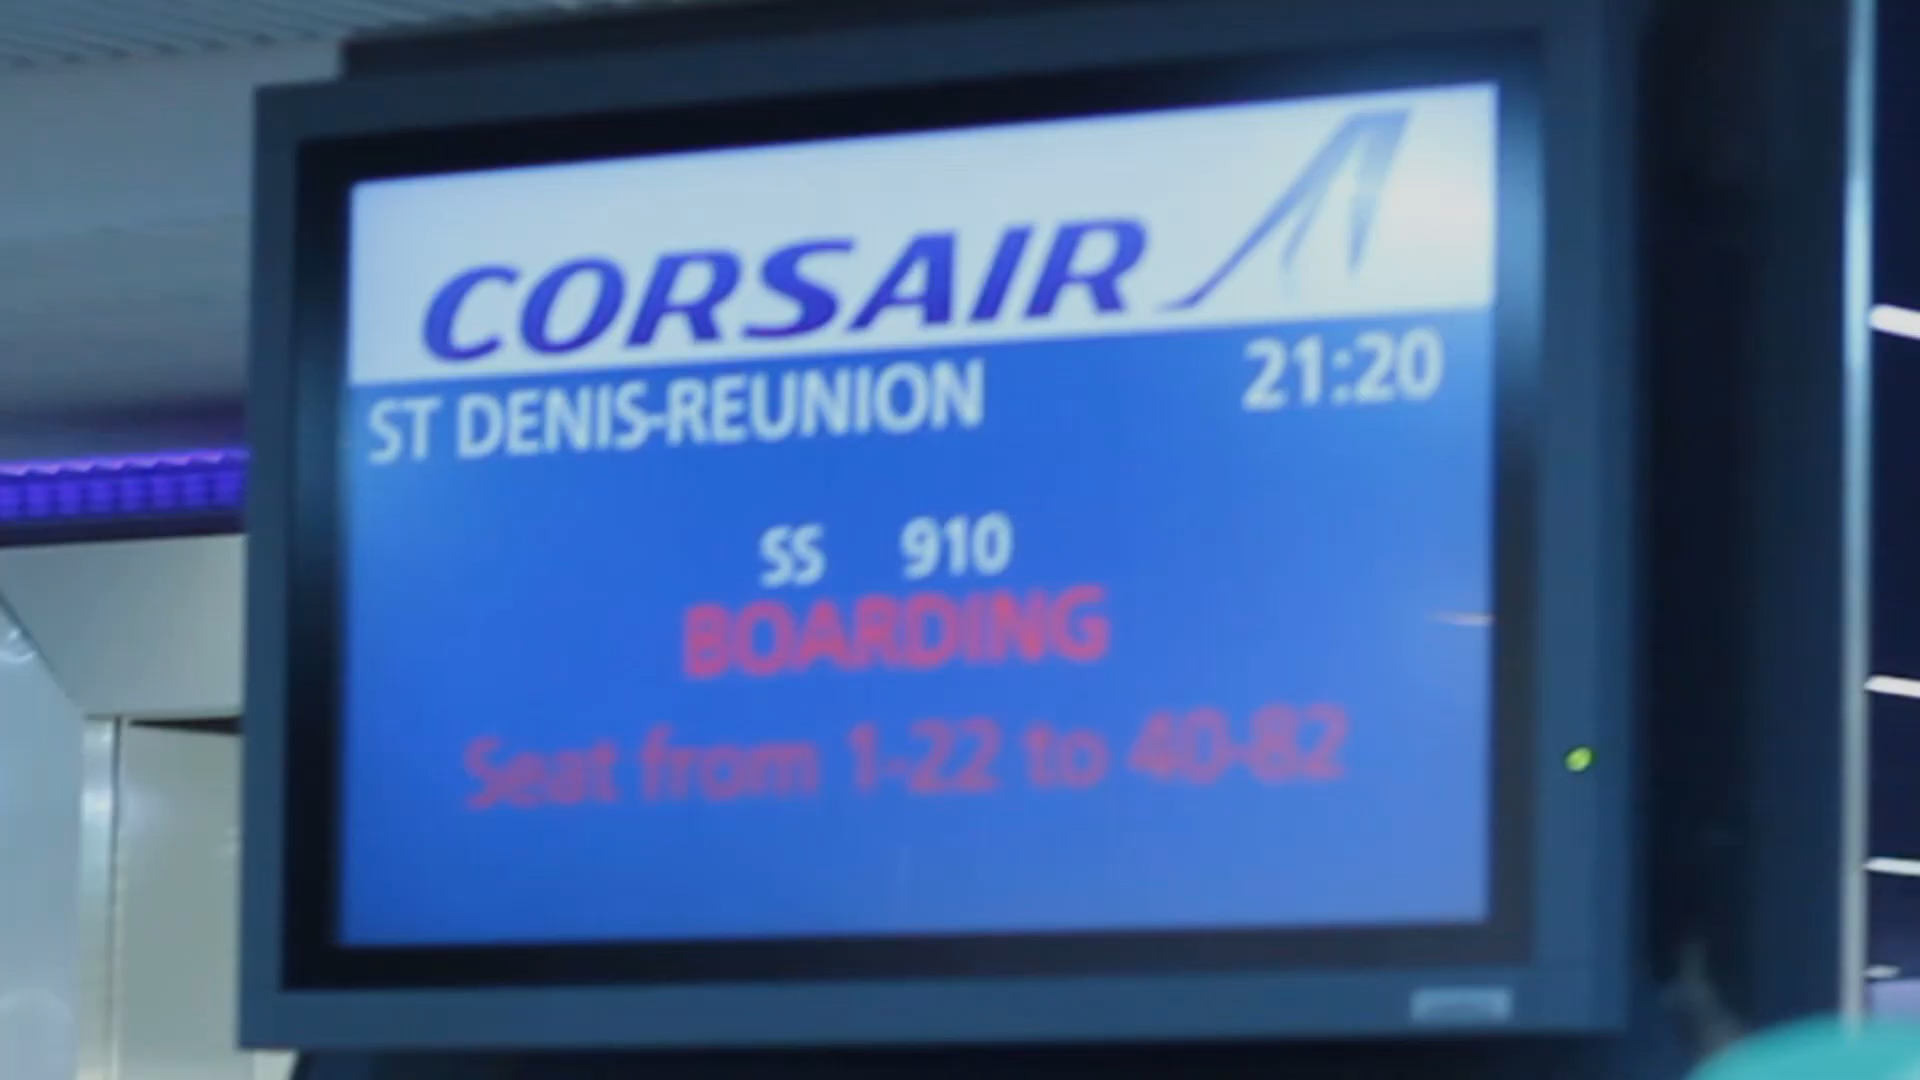 CORSAIR
ST DENIS-REUNION 21:20
SS 910
BOARDING
Seat from 1-22 to 40-82